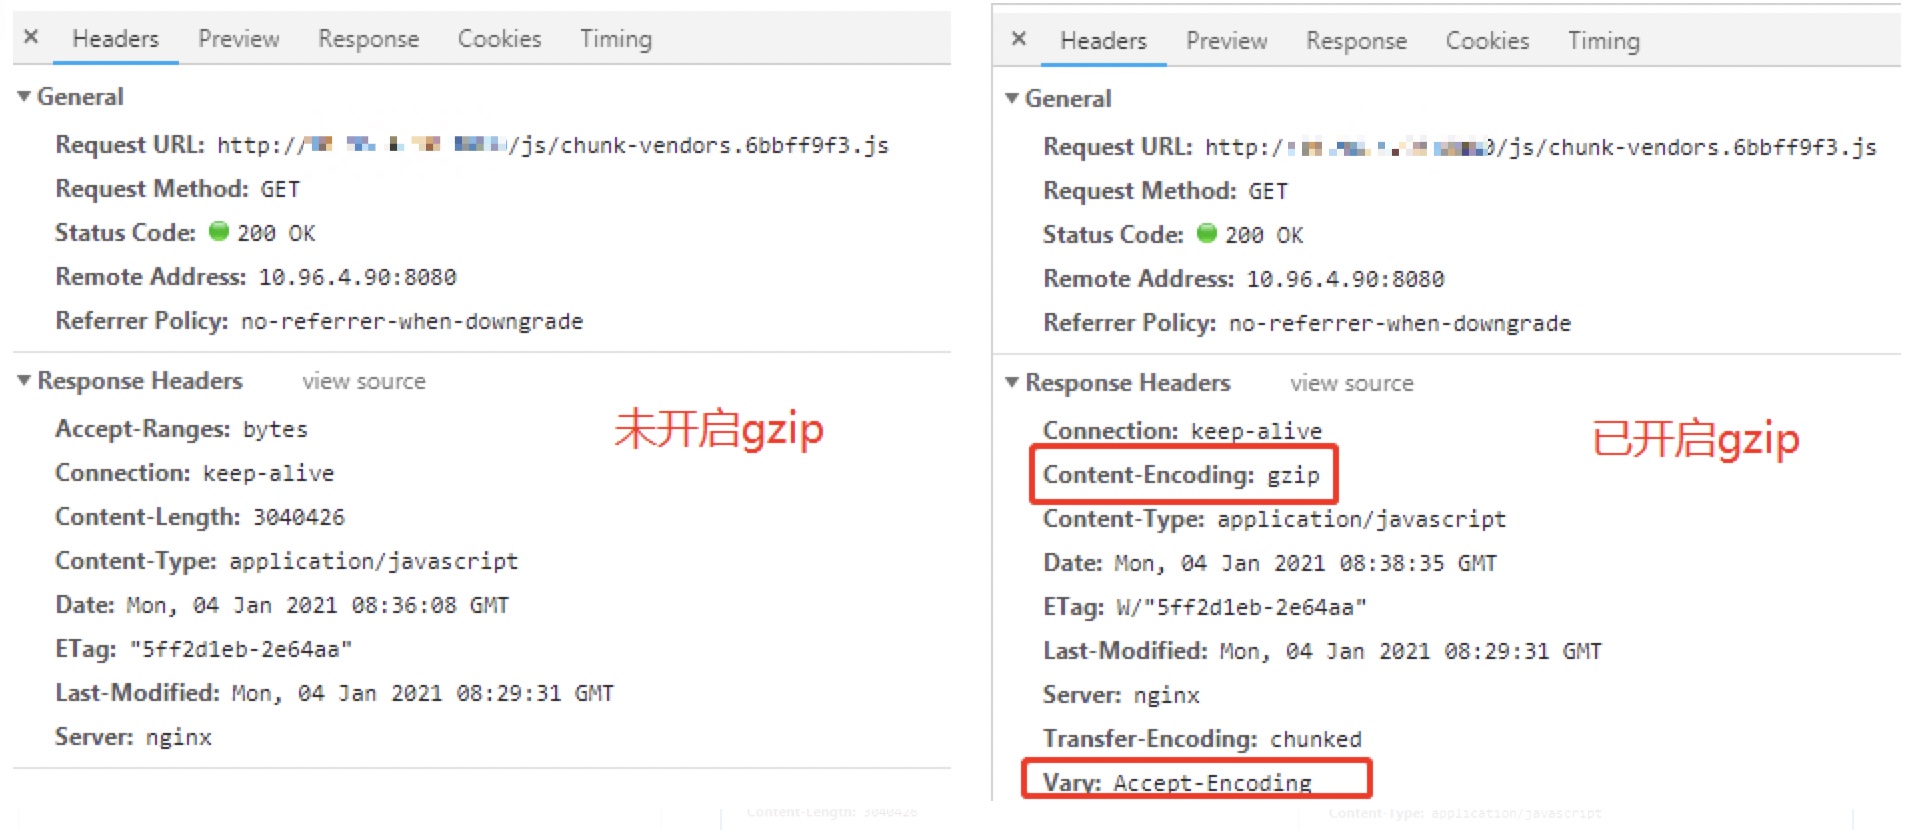 × Headers Preview Response Cookies Timing
▼ General
Request URL: http://
/js/chunk-vendors.6bbff9f3.js
Request Method: GET
Status Code: 200 OK
Remote Address: 10.96.4.90:8080
Referrer Policy: no-referrer-when-downgrade
▼ Response Headers view source
未开启gzip
Accept-Ranges: bytes
Connection: keep-alive
Content-Length: 3040426
Content-Type: application/javascript
Date: Mon, 04 Jan 2021 08:36:08 GMT
ETag: "5ff2d1eb-2e64aa"
Last-Modified: Mon, 04 Jan 2021 08:29:31 GMT
Server: nginx
× Headers Preview Response Cookies Timing
▼ General
Request URL: http:/
0/js/chunk-vendors.6bbff9f3.js
Request Method: GET
Status Code: 200 OK
Remote Address: 10.96.4.90:8080
Referrer Policy: no-referrer-when-downgrade
▼ Response Headers view source
Connection: keep-alive
已开启gzip
Content-Encoding: gzip
Content-Type: application/javascript
Date: Mon, 04 Jan 2021 08:38:35 GMT
ETag: W/"5ff2d1eb-2e64aa"
Last-Modified: Mon, 04 Jan 2021 08:29:31 GMT
Server: nginx
Transfer-Encoding: chunked
Vary: Accept-Encoding
Content-Length: 3040426
Content-Type: application/javascript